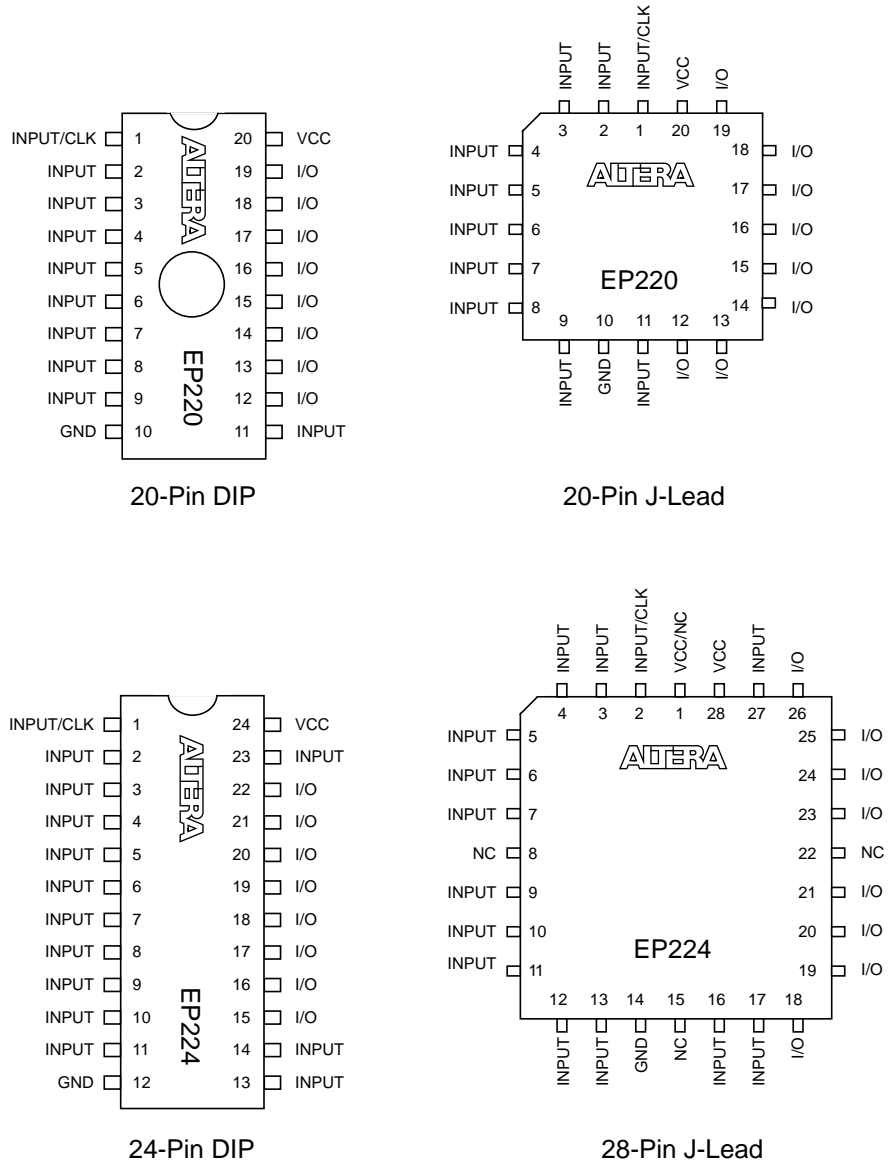 INPUT/CLK 1 20 VCC
INPUT 2 19 I/O
INPUT 3 18 I/O
INPUT 4 17 I/O
INPUT 5 16 I/O
INPUT 6 15 I/O
INPUT 7 14 I/O
INPUT 8 13 I/O
INPUT 9 12 I/O
GND 10 11 INPUT
ALTERA
EP220
20-Pin DIP
INPUT INPUT INPUT/CLK VCC I/O
3 2 1 20 19
INPUT 4 18 I/O
INPUT 5 17 I/O
INPUT 6 16 I/O
INPUT 7 15 I/O
INPUT 8 14 I/O
ALTERA
EP220
9 10 11 12 13
INPUT GND INPUT I/O I/O
20-Pin J-Lead
INPUT/CLK 1 24 VCC
INPUT 2 23 INPUT
INPUT 3 22 I/O
INPUT 4 21 I/O
INPUT 5 20 I/O
INPUT 6 19 I/O
INPUT 7 18 I/O
INPUT 8 17 I/O
INPUT 9 16 I/O
INPUT 10 15 I/O
INPUT 11 14 INPUT
GND 12 13 INPUT
ALTERA
EP224
24-Pin DIP
INPUT INPUT INPUT/CLK VCC/NC VCC INPUT I/O
4 3 2 1 28 27 26
INPUT 5 25 I/O
INPUT 6 24 I/O
INPUT 7 23 I/O
NC 8 22 NC
INPUT 9 21 I/O
INPUT 10 20 I/O
INPUT 11 19 I/O
ALTERA
EP224
12 13 14 15 16 17 18
INPUT INPUT GND NC INPUT INPUT I/O
28-Pin J-Lead